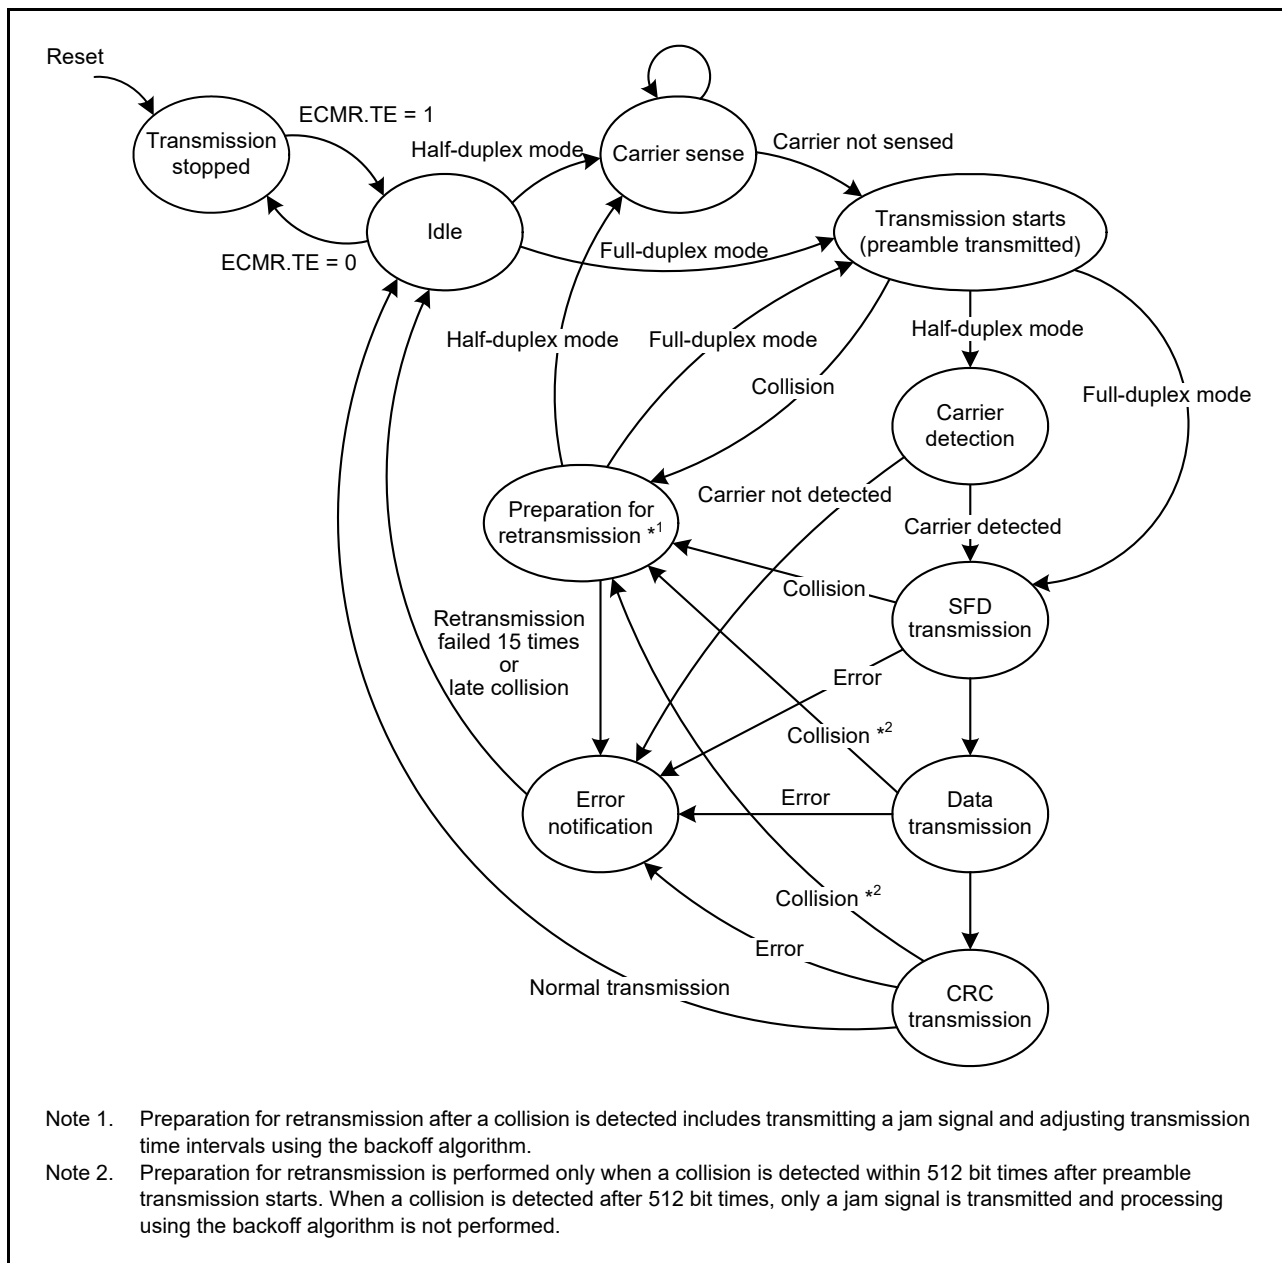 Reset
ECMR.TE = 1
Transmission
stopped
Half-duplex mode
Carrier sense
Carrier not sensed
Idle
Transmission starts
(preamble transmitted)
ECMR.TE = 0
Full-duplex mode
Half-duplex mode
Half-duplex mode
Full-duplex mode
Collision
Full-duplex mode
Carrier
detection
Carrier not detected
Preparation for
retransmission *1
Carrier detected
Collision
SFD
transmission
Retransmission
failed 15 times
or
late collision
Error
Collision *2
Error
notification
Error
Data
transmission
Collision *2
Error
Normal transmission
CRC
transmission
Note 1. Preparation for retransmission after a collision is detected includes transmitting a jam signal and adjusting transmission
time intervals using the backoff algorithm.
Note 2. Preparation for retransmission is performed only when a collision is detected within 512 bit times after preamble
transmission starts. When a collision is detected after 512 bit times, only a jam signal is transmitted and processing
using the backoff algorithm is not performed.